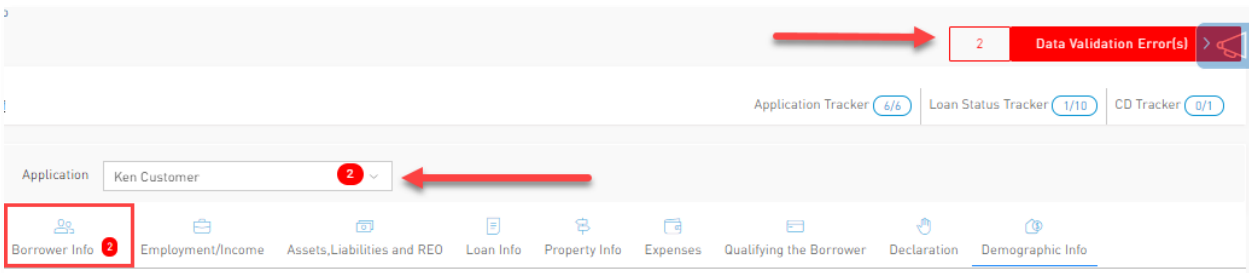 2 Data Validation Error(s)
Application Tracker 6/6 Loan Status Tracker 1/10 CD Tracker 0/1
Application Ken Customer 2
Borrower Info 2 Employment/Income Assets,Liabilities and REO Loan Info Property Info Expenses Qualifying the Borrower Declaration Demographic Info